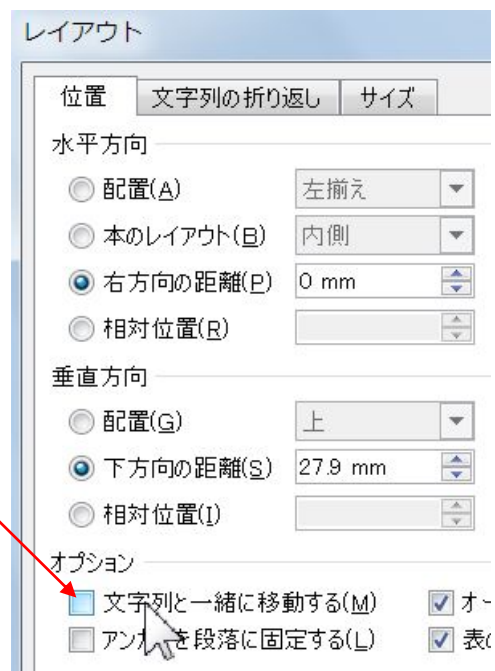 レイアウト
位置 文字列の折り返し サイズ
水平方向
配置(A) 左揃え
本のレイアウト(B) 内側
右方向の距離(P) 0 mm
相対位置(R)
垂直方向
配置(G) 上
下方向の距離(S) 27.9 mm
相対位置(I)
オプション
文字列と一緒に移動する(M) オー
を段落に固定する(L) 表の